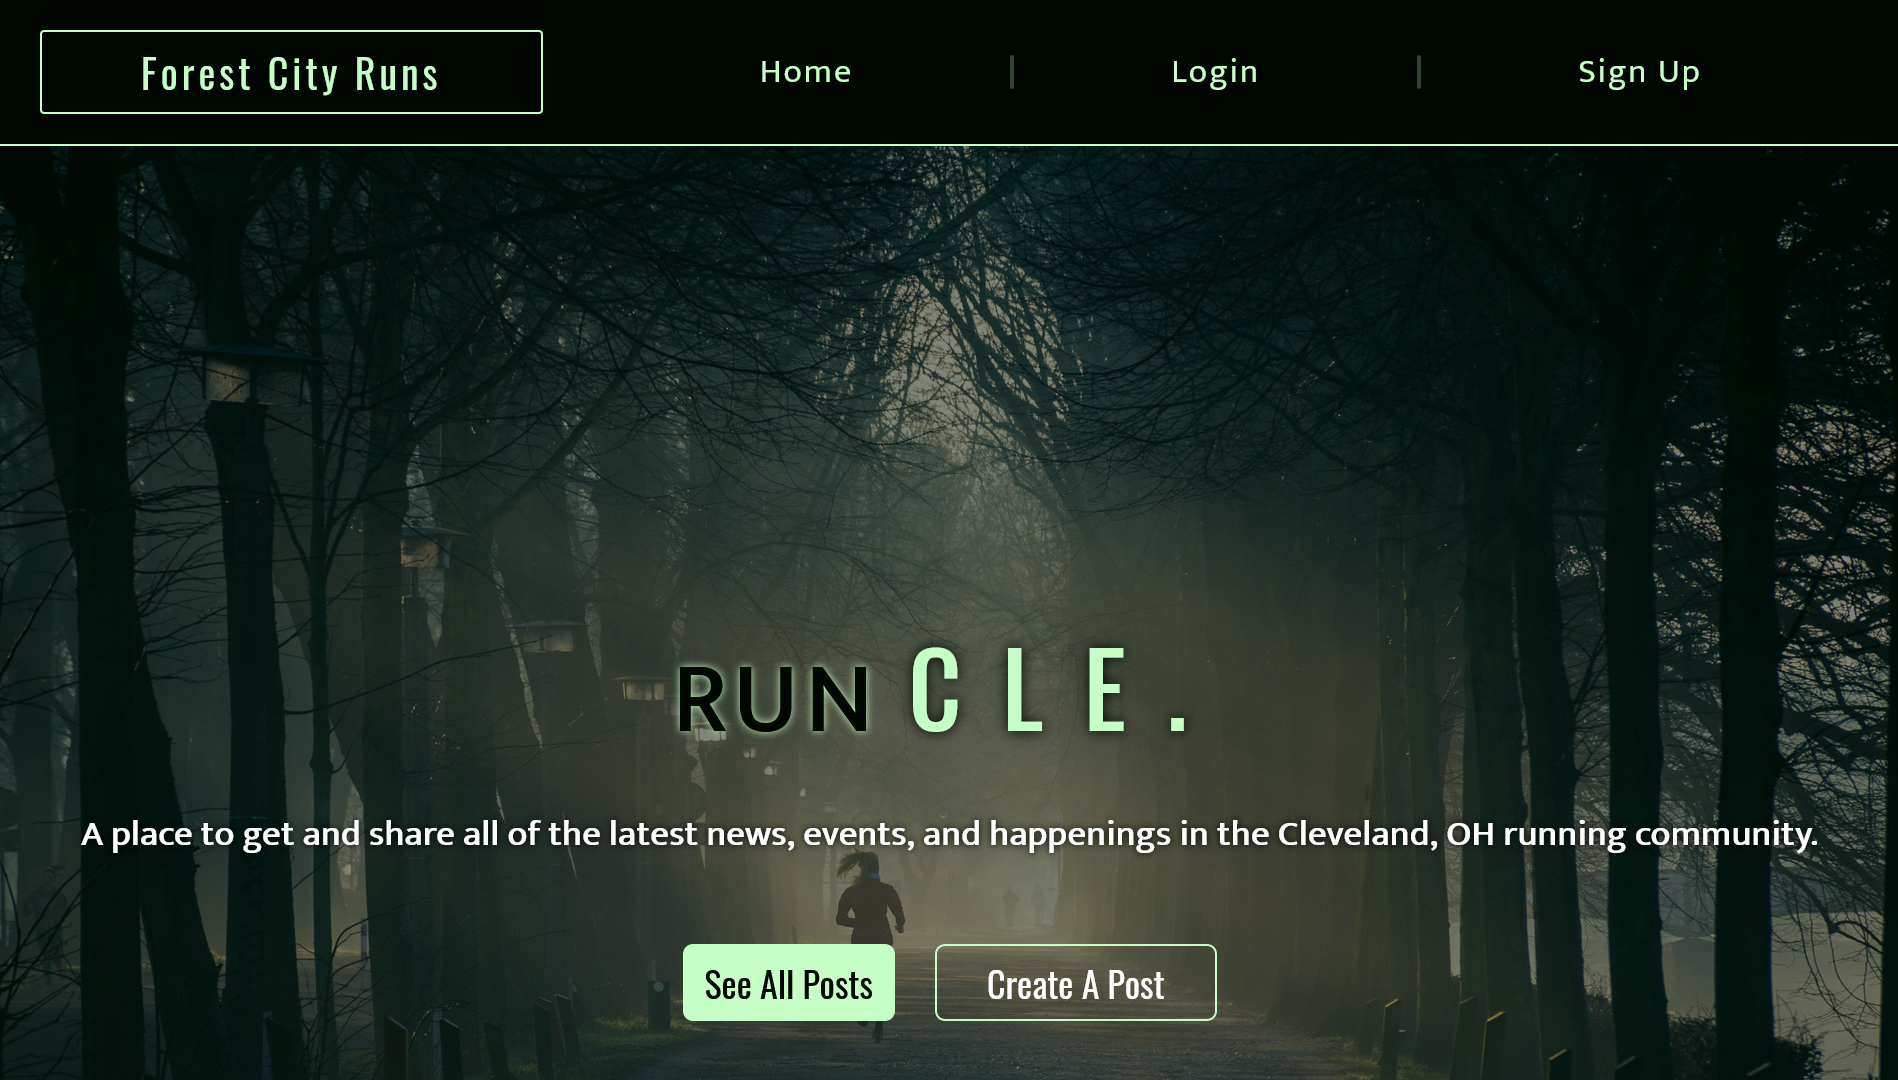 Forest City Runs
Home
Login
Sign Up
RUN CLE.
A place to get and share all of the latest news, events, and happenings in the Cleveland, OH running community.
See All Posts
Create A Post